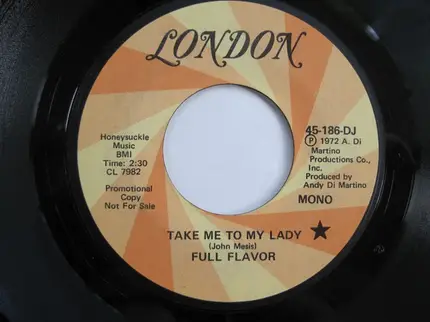 LONDON
Honeysuckle
Music
BMI
Time: 2:30
CL 7982
Promotional
Copy
Not For Sale
45-186-DJ
Ⓟ 1972 A. Di
Martino
Productions Co.,
Inc.
Produced by
Andy Di Martino
MONO
TAKE ME TO MY LADY ★
(John Mesis)
FULL FLAVOR